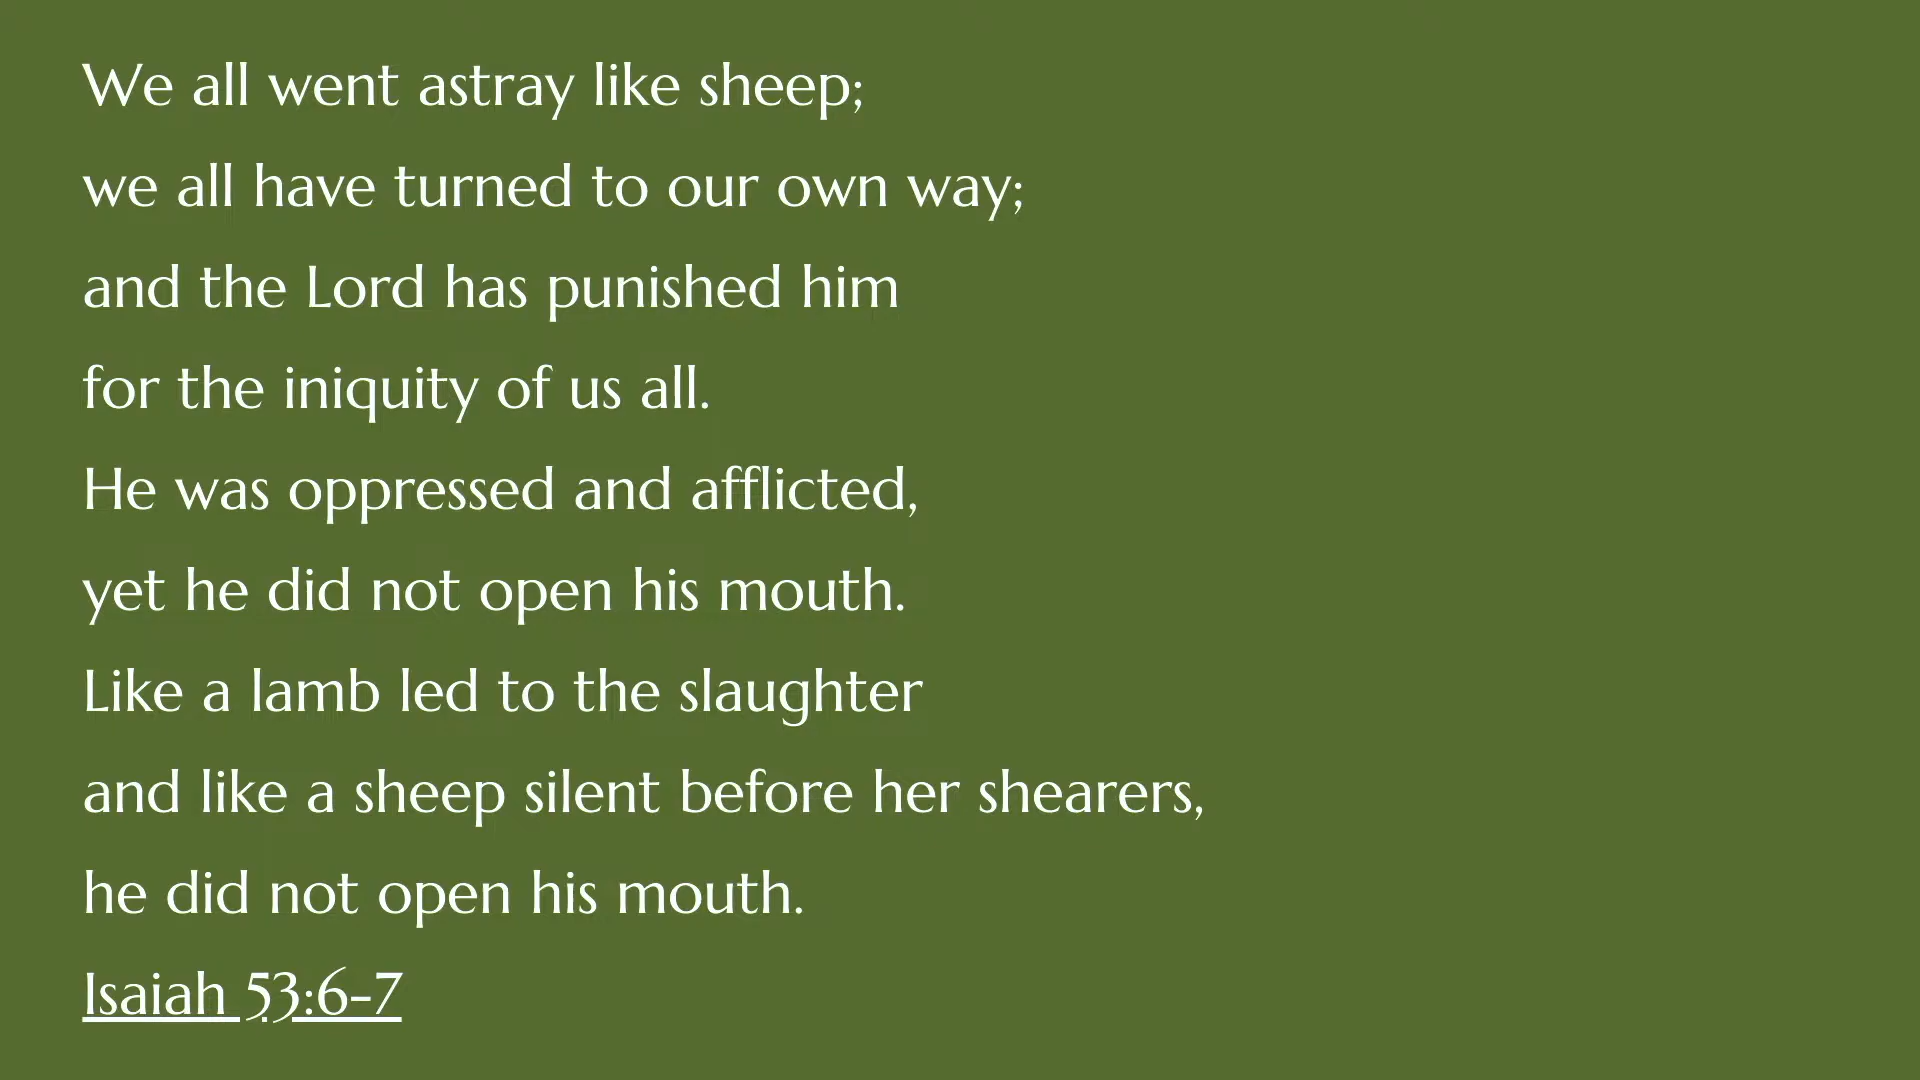 We all went astray like sheep;
we all have turned to our own way;
and the Lord has punished him
for the iniquity of us all.
He was oppressed and afflicted,
yet he did not open his mouth.
Like a lamb led to the slaughter
and like a sheep silent before her shearers,
he did not open his mouth.
Isaiah 53:6-7